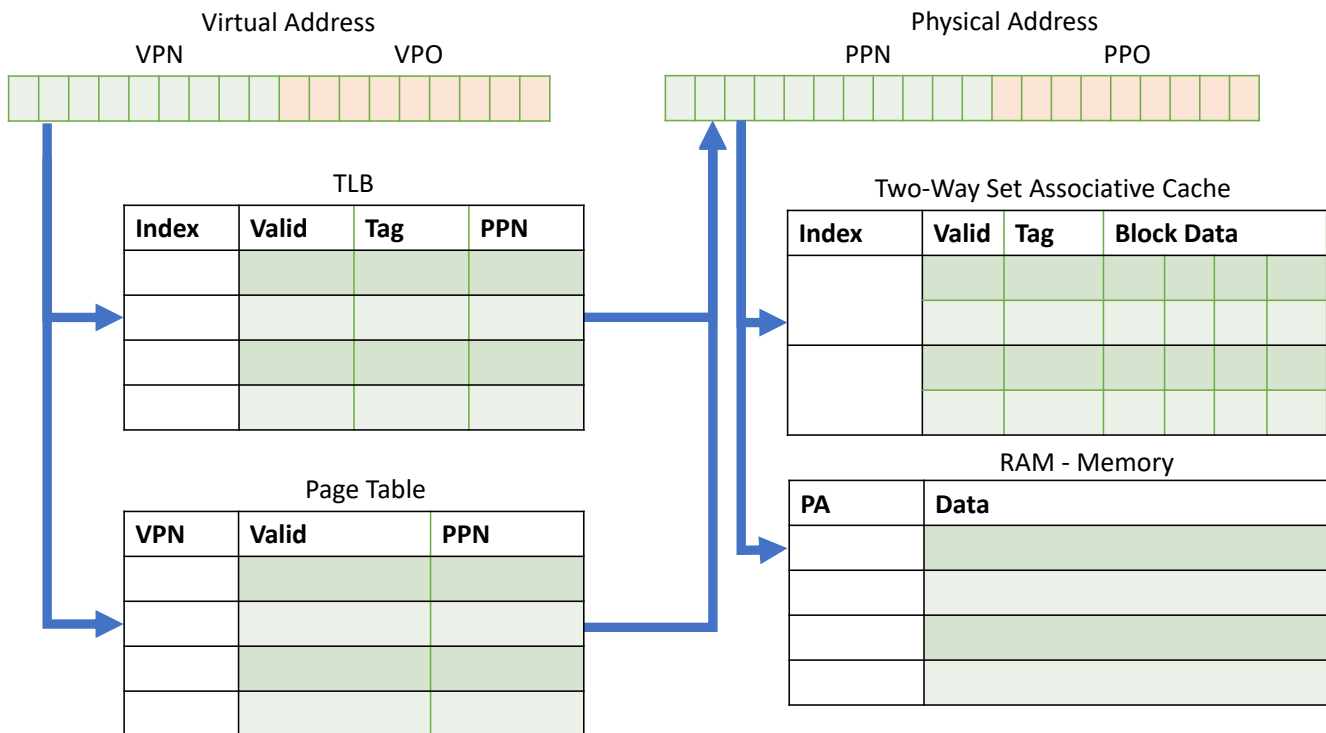 Virtual Address
VPN VPO
Physical Address
PPN PPO
TLB
Index Valid Tag PPN
Page Table
VPN Valid PPN
Two-Way Set Associative Cache
Index Valid Tag Block Data
RAM - Memory
PA Data